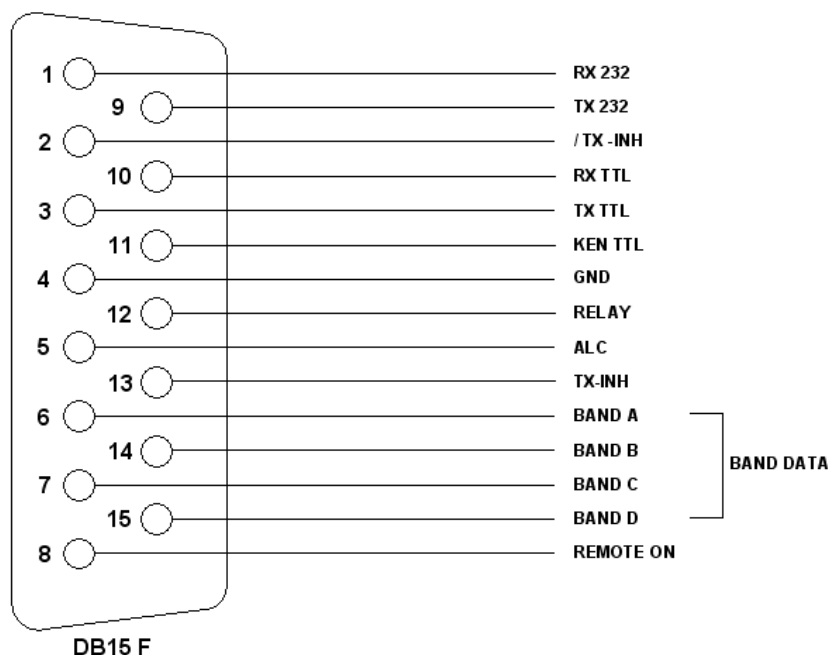 1 RX 232
9 TX 232
2 / TX -INH
10 RX TTL
3 TX TTL
11 KEN TTL
4 GND
12 RELAY
5 ALC
13 TX-INH
6 BAND A
14 BAND B
BAND DATA
7 BAND C
15 BAND D
8 REMOTE ON
DB15 F